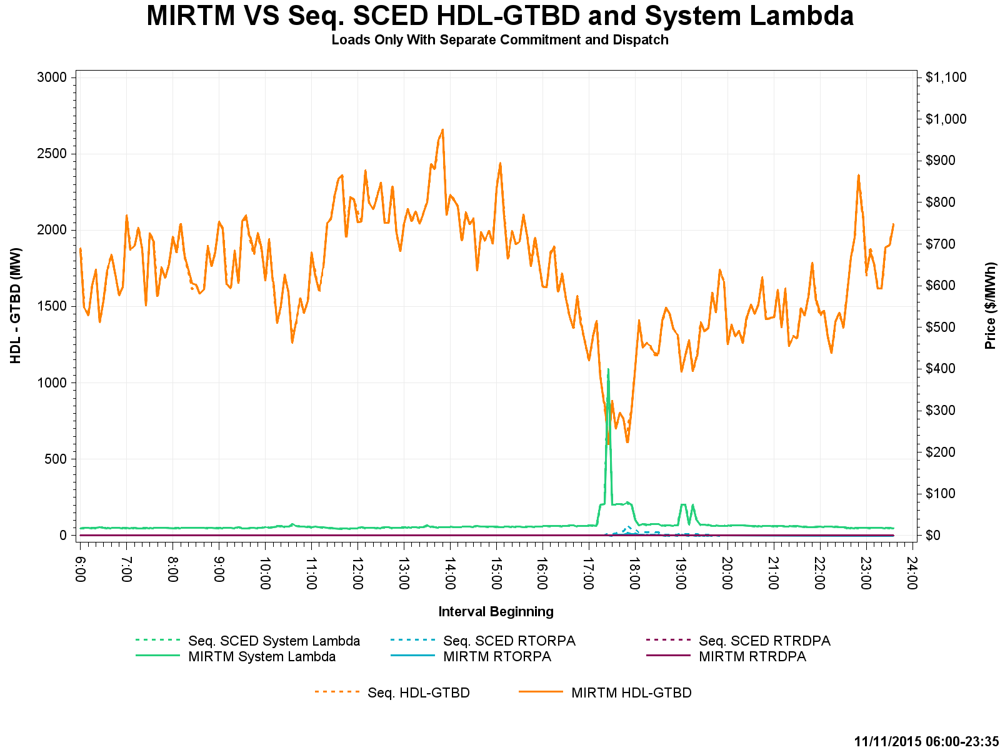 MIRTM VS Seq. SCED HDL-GTBD and System Lambda
Loads Only With Separate Commitment and Dispatch
HDL - GTBD (MW)
3000
2500
2000
1500
1000
500
0
$1,100
$1,000
$900
$800
$700
$600
$500
$400
$300
$200
$100
$0
Price ($/MWh)
6:00 7:00 8:00 9:00 10:00 11:00 12:00 13:00 14:00 15:00 16:00 17:00 18:00 19:00 20:00 21:00 22:00 23:00 24:00
Interval Beginning
Seq. SCED System Lambda Seq. SCED RTORPA Seq. SCED RTRDPA
MIRTM System Lambda MIRTM RTORPA MIRTM RTRDPA
Seq. HDL-GTBD MIRTM HDL-GTBD
11/11/2015 06:00-23:35